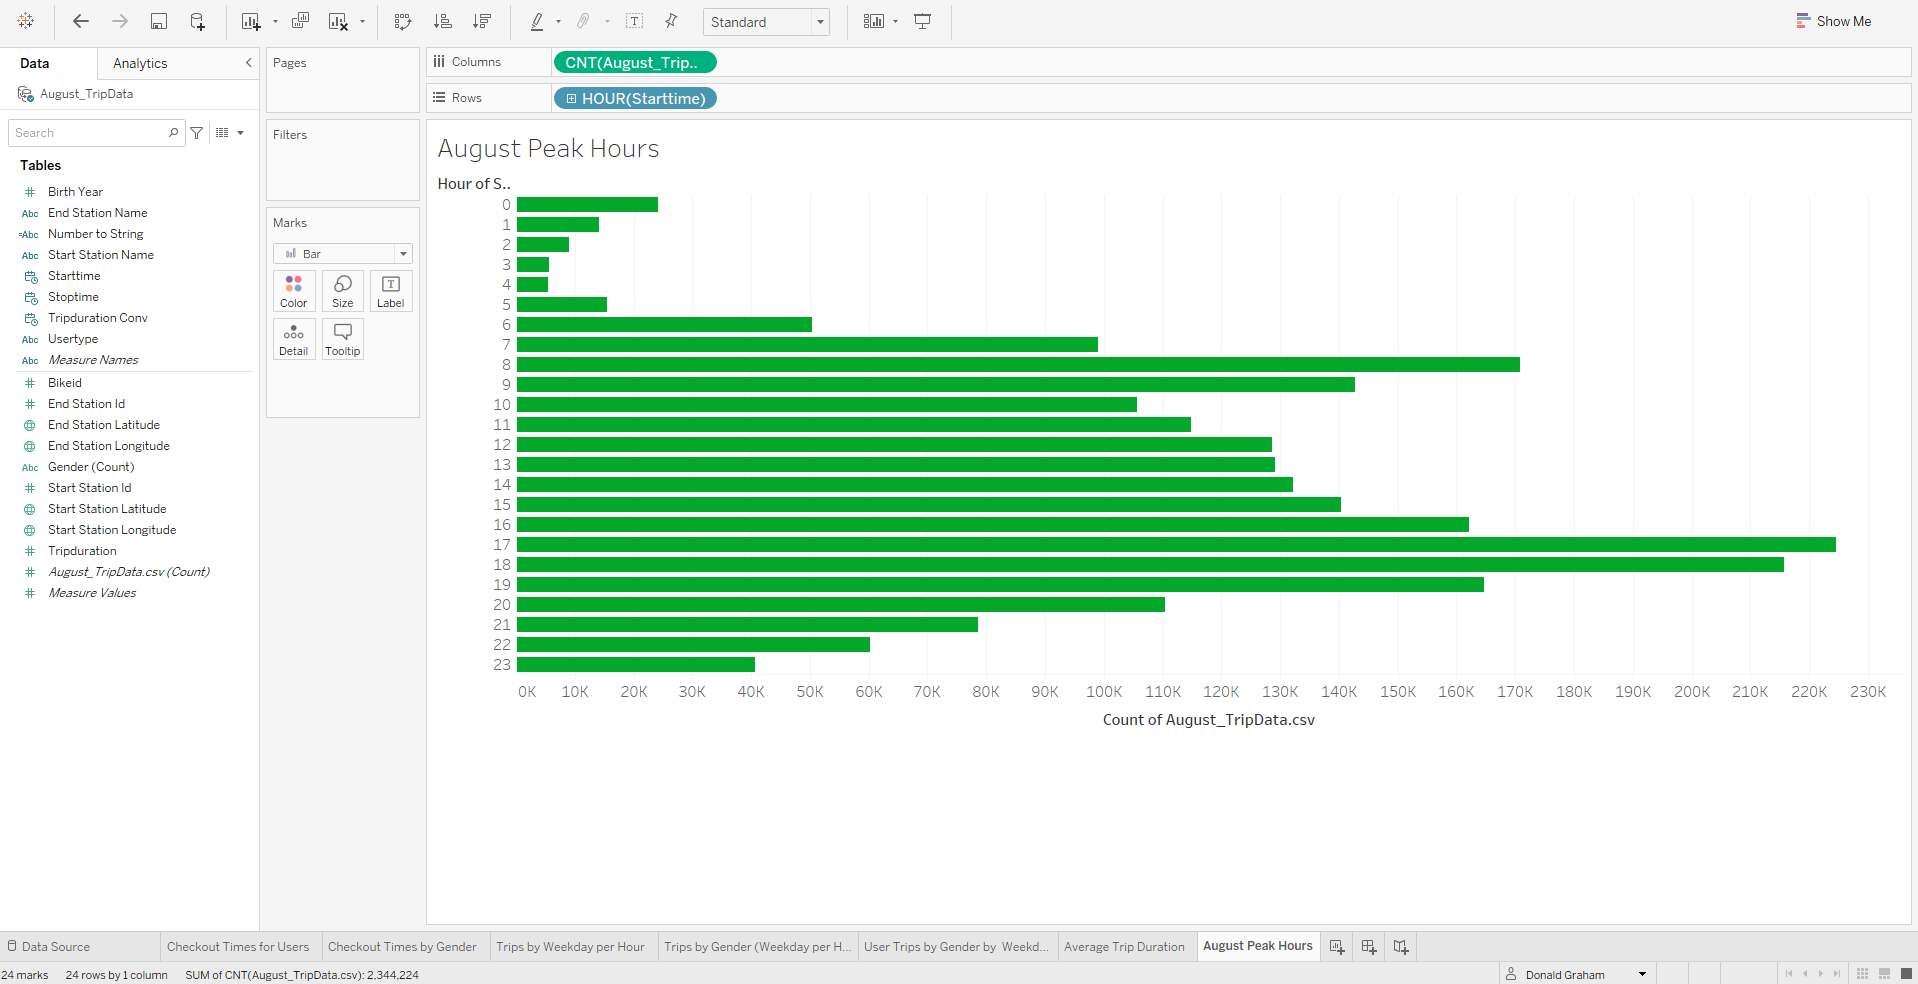 Standard
Show Me
Data
Analytics
Pages
Columns
CNT(August_Trip..
August_TripData
Rows
HOUR(Starttime)
Search
Filters
August Peak Hours
Tables
Hour of S..
Birth Year
Abc End Station Name
=Abc Number to String
Abc Start Station Name
Starttime
Stoptime
Tripduration Conv
Abc Usertype
Abc Measure Names
Bikeid
End Station Id
End Station Latitude
End Station Longitude
Abc Gender (Count)
Start Station Id
Start Station Latitude
Start Station Longitude
Tripduration
August_TripData.csv (Count)
Measure Values
Marks
Bar
Color
Size
T
Label
Detail
Tooltip
0
1
2
3
4
5
6
7
8
9
10
11
12
13
14
15
16
17
18
19
20
21
22
23
0K 10K 20K 30K 40K 50K 60K 70K 80K 90K 100K 110K 120K 130K 140K 150K 160K 170K 180K 190K 200K 210K 220K 230K
Count of August_TripData.csv
Data Source
Checkout Times for Users
Checkout Times by Gender
Trips by Weekday per Hour
Trips by Gender (Weekday per H...
User Trips by Gender by Weekd...
Average Trip Duration
August Peak Hours
24 marks
24 rows by 1 column
SUM of CNT(August_TripData.csv): 2,344,224
Donald Graham